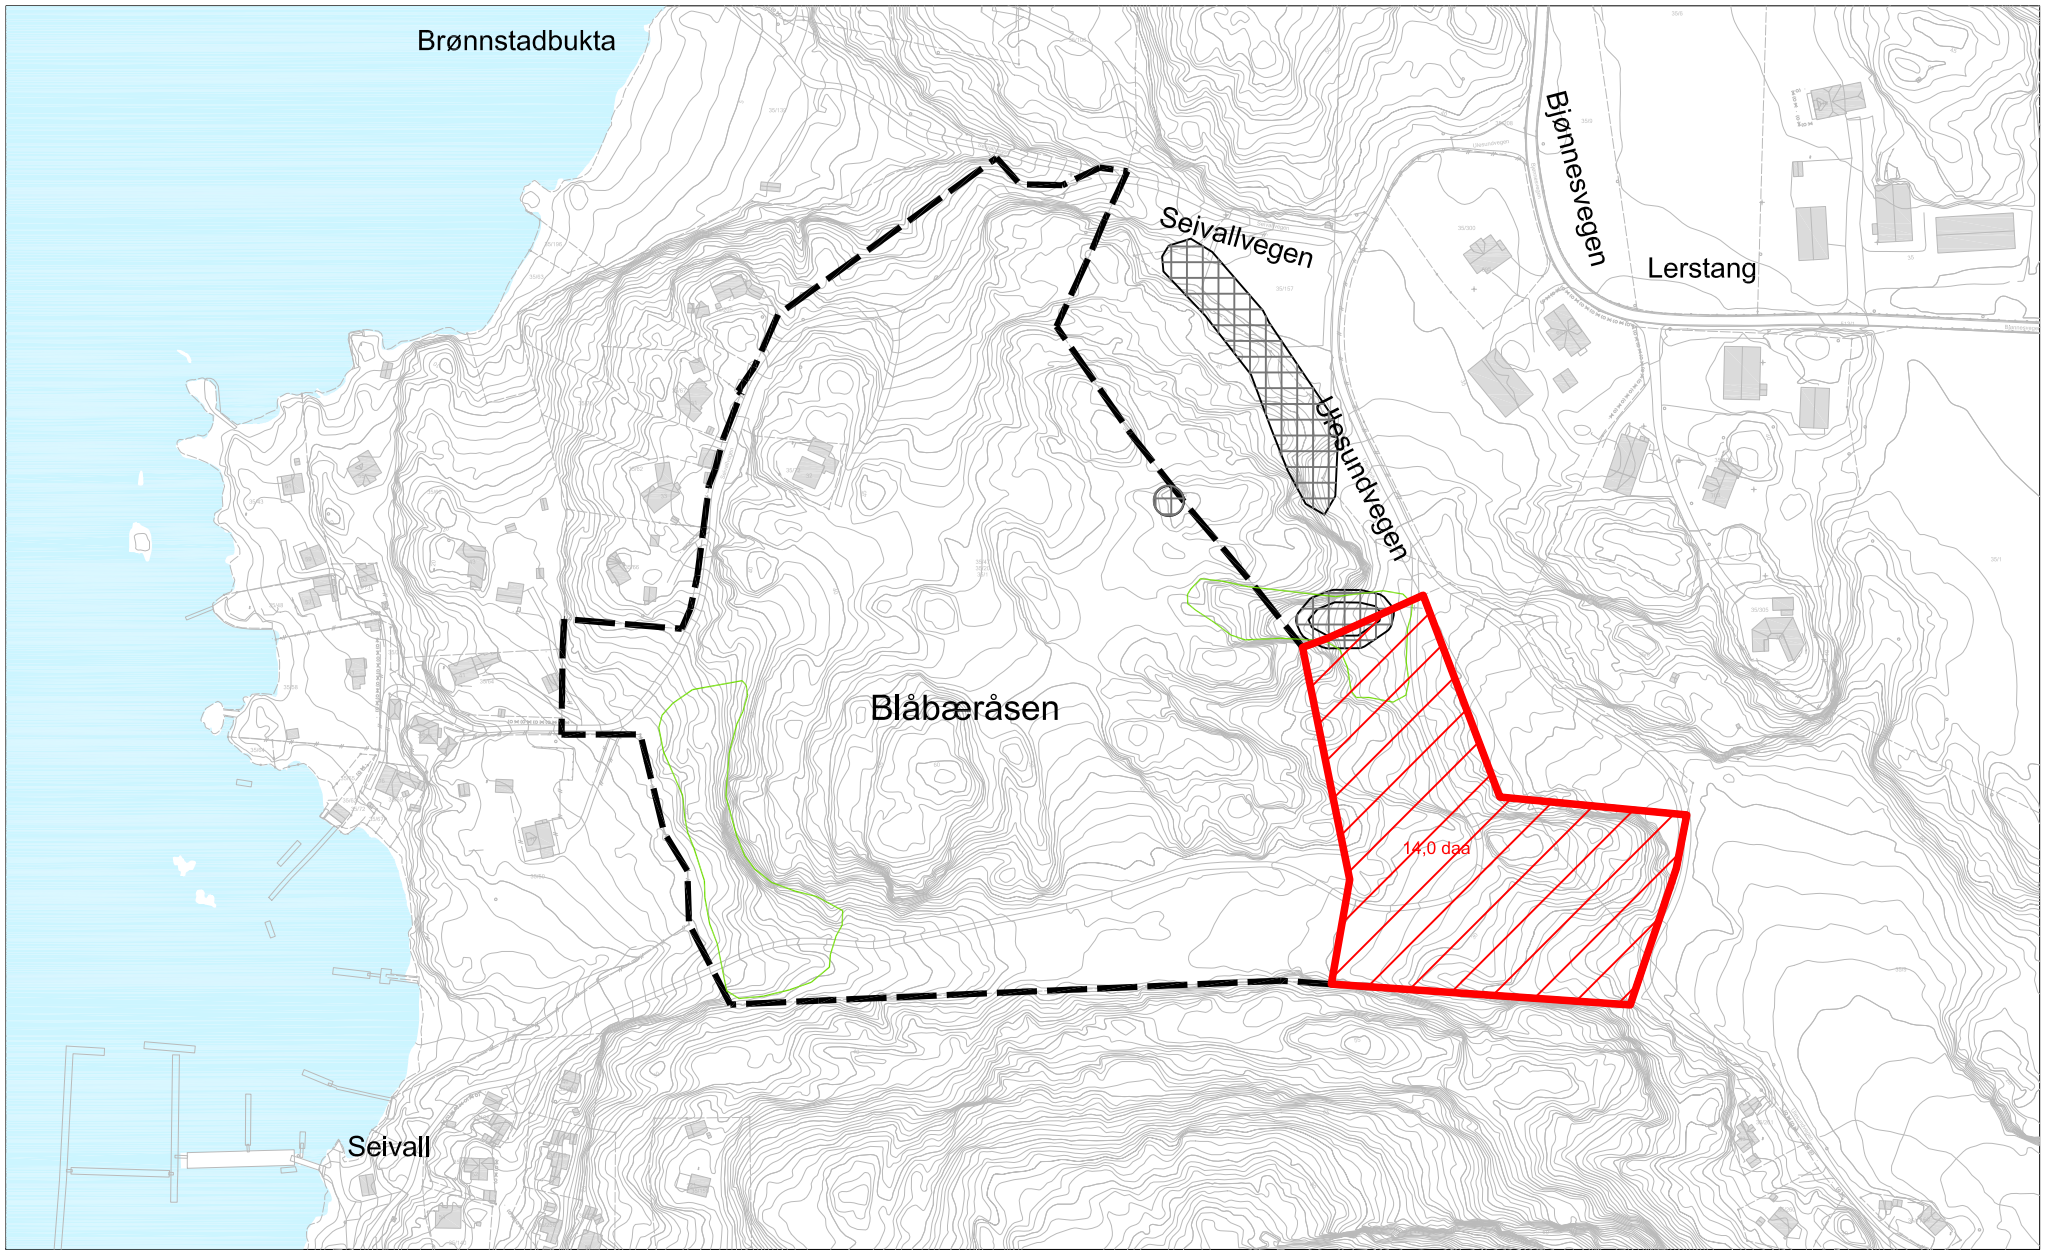 Brønnstadbukta
Bjønnesvegen
Seivallvegen
Lerstang
Ulesundvegen
Blåbæråsen
14,0 daa
Seivall